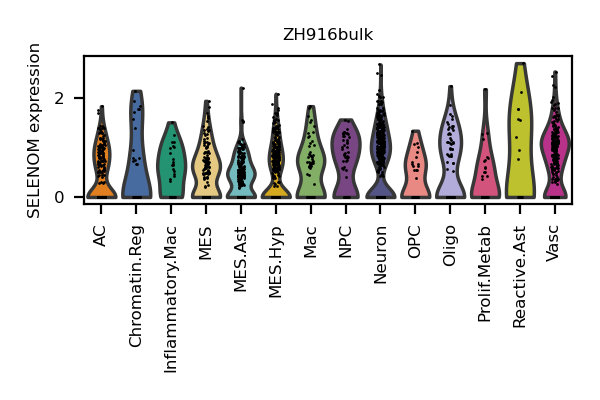 ZH916bulk
SELENOM expression
2
0
AC
Chromatin.Reg
Inflammatory.Mac
MES
MES.Ast
MES.Hyp
Mac
NPC
Neuron
OPC
Oligo
Prolif.Metab
Reactive.Ast
Vasc